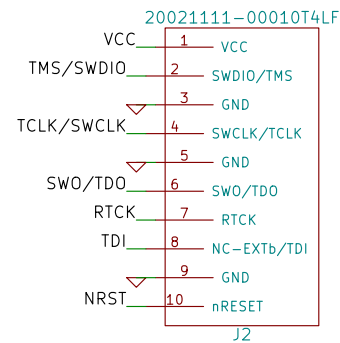 20021111-00010T4LF
VCC 1 VCC
TMS/SWDIO 2 SWDIO/TMS
3 GND
TCLK/SWCLK 4 SWCLK/TCLK
5 GND
SWO/TDO 6 SWO/TDO
RTCK 7 RTCK
TDI 8 NC-EXTb/TDI
9 GND
NRST 10 nRESET
J2